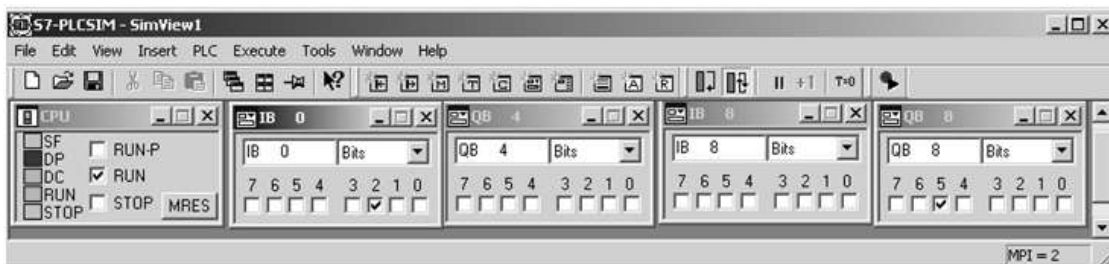 S7-PLCSIM - SimView1
File Edit View Insert PLC Execute Tools Window Help
+1 T=0
CPU
SF
DP
DC
RUN
STOP
RUN-P
RUN
STOP
MRES
IB 0
IB 0 Bits
7 6 5 4 3 2 1 0
QB 4
QB 4 Bits
7 6 5 4 3 2 1 0
IB 8
IB 8 Bits
7 6 5 4 3 2 1 0
QB 8
QB 8 Bits
7 6 5 4 3 2 1 0
MPI = 2